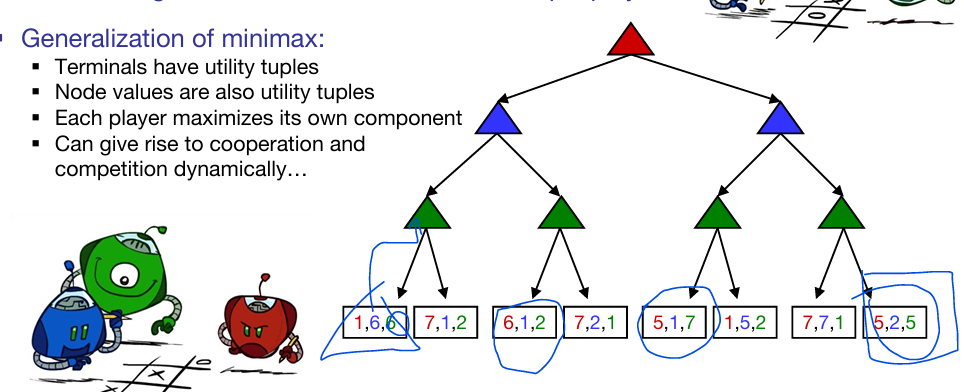 Generalization of minimax:
Terminals have utility tuples
Node values are also utility tuples
Each player maximizes its own component
Can give rise to cooperation and
competition dynamically…
1,6,6 7,1,2 6,1,2 7,2,1 5,1,7 1,5,2 7,7,1 5,2,5